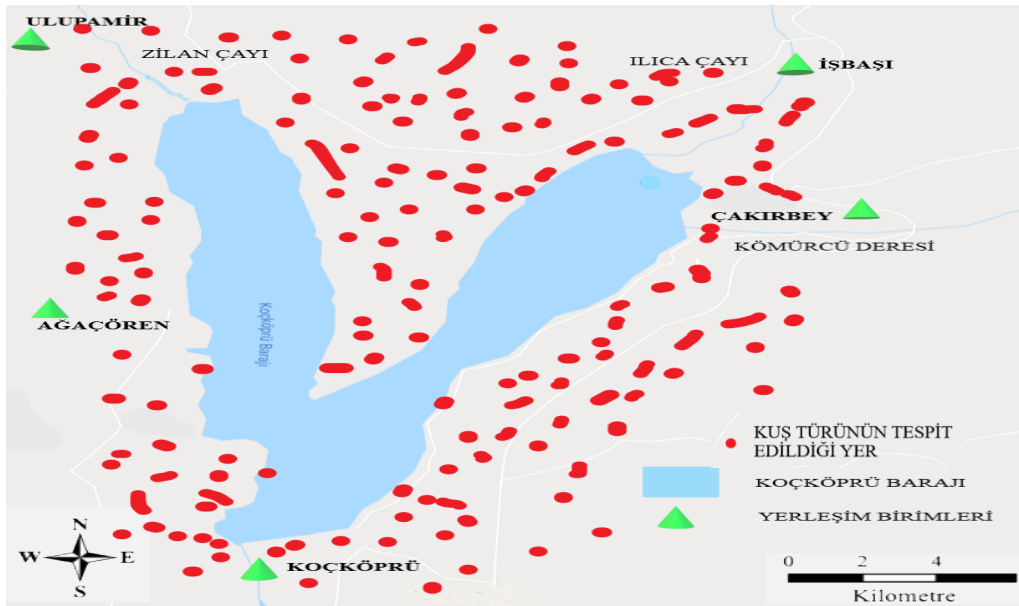 ULUPAMİR
ZİLAN ÇAYI
ILICA ÇAYI
İŞBAŞI
ÇAKIRBEY
KÖMÜRCÜ DERESİ
Koçköprü Barajı
AĞAÇÖREN
KUŞ TÜRÜNÜN TESPİT
EDİLDİĞİ YER
KOÇKÖPRÜ BARAJI
YERLEŞİM BİRİMLERİ
N
W E
S
KOÇKÖPRÜ
0 2 4
Kilometre